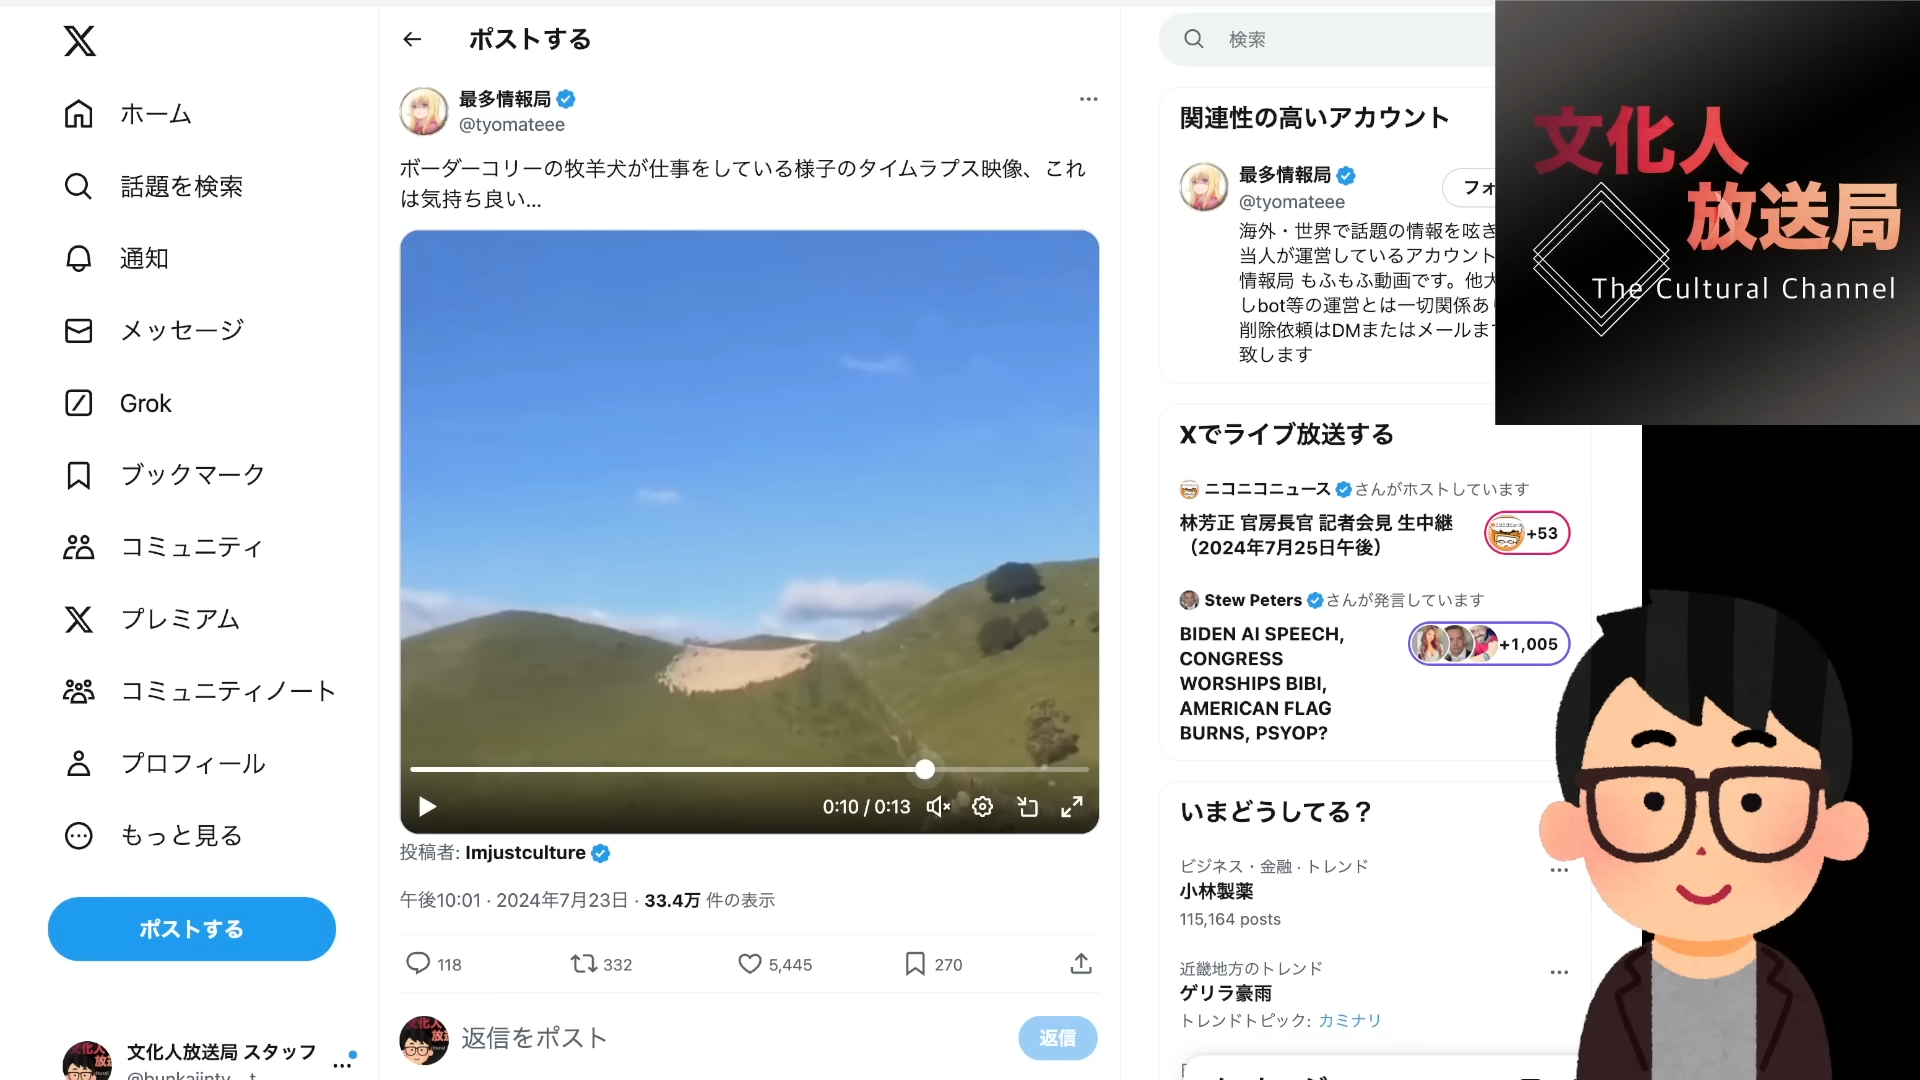 ホーム
話題を検索
通知
メッセージ
Grok
ブックマーク
コミュニティ
プレミアム
コミュニティノート
プロフィール
もっと見る
ポストする
文化人放送局 スタッフ
ポストする
最多情報局
@tyomateee
ボーダーコリーの牧羊犬が仕事をしている様子のタイムラプス映像、これ
は気持ち良い...
0:10 / 0:13
投稿者: Imjustculture
午後10:01 · 2024年7月23日 · 33.4万 件の表示
118
332
5,445
270
返信をポスト
返信
検索
関連性の高いアカウント
最多情報局
@tyomateee
フォ
海外・世界で話題の情報を呟き
当人が運営しているアカウント
情報局 もふもふ動画です。他
しbot等の運営とは一切関係あ
削除依頼はDMまたはメールま
致します
Xでライブ放送する
ニコニコニュース さんがホストしています
林芳正 官房長官 記者会見 生中継
（2024年7月25日午後）
+53
Stew Peters さんが発言しています
BIDEN AI SPEECH,
CONGRESS
WORSHIPS BIBI,
AMERICAN FLAG
BURNS, PSYOP?
+1,005
いまどうしてる？
ビジネス・金融 · トレンド
小林製薬
115,164 posts
近畿地方のトレンド
ゲリラ豪雨
トレンドトピック: カミナリ
文化人
放送局
The Cultural Channel